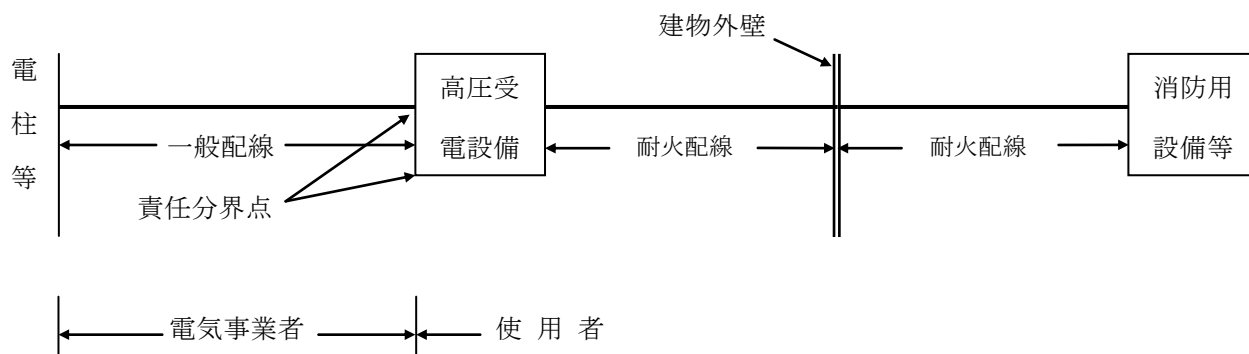 建物外壁
電柱等
高圧受
電設備
消防用
設備等
一般配線
耐火配線
耐火配線
責任分界点
電気事業者
使 用 者